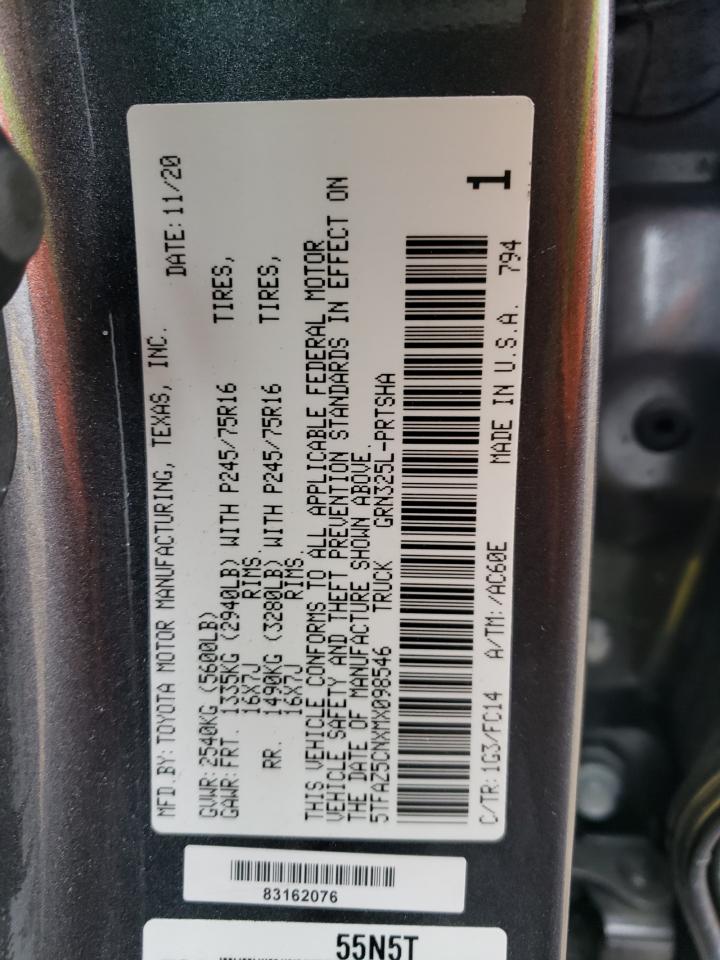 MFD.BY: TOYOTA MOTOR MANUFACTURING, TEXAS, INC. DATE: 11/20
GVWR: 2540KG (5600LB)
GAWR: FRT. 1335KG (2940LB) WITH P245/75R16 TIRES,
16X7J RIMS.
RR. 1490KG (3280LB) WITH P245/75R16 TIRES,
16X7J RIMS.
THIS VEHICLE CONFORMS TO ALL APPLICABLE FEDERAL MOTOR
VEHICLE SAFETY AND THEFT PREVENTION STANDARDS IN EFFECT ON
THE DATE OF MANUFACTURE SHOWN ABOVE.
5TFAZ5CNXMX098546 TRUCK GRN325L-PRTSHA
1
C/TR: 1G3/FC14 A/TM: /AC60E MADE IN U.S.A. 794
83162076
55N5T